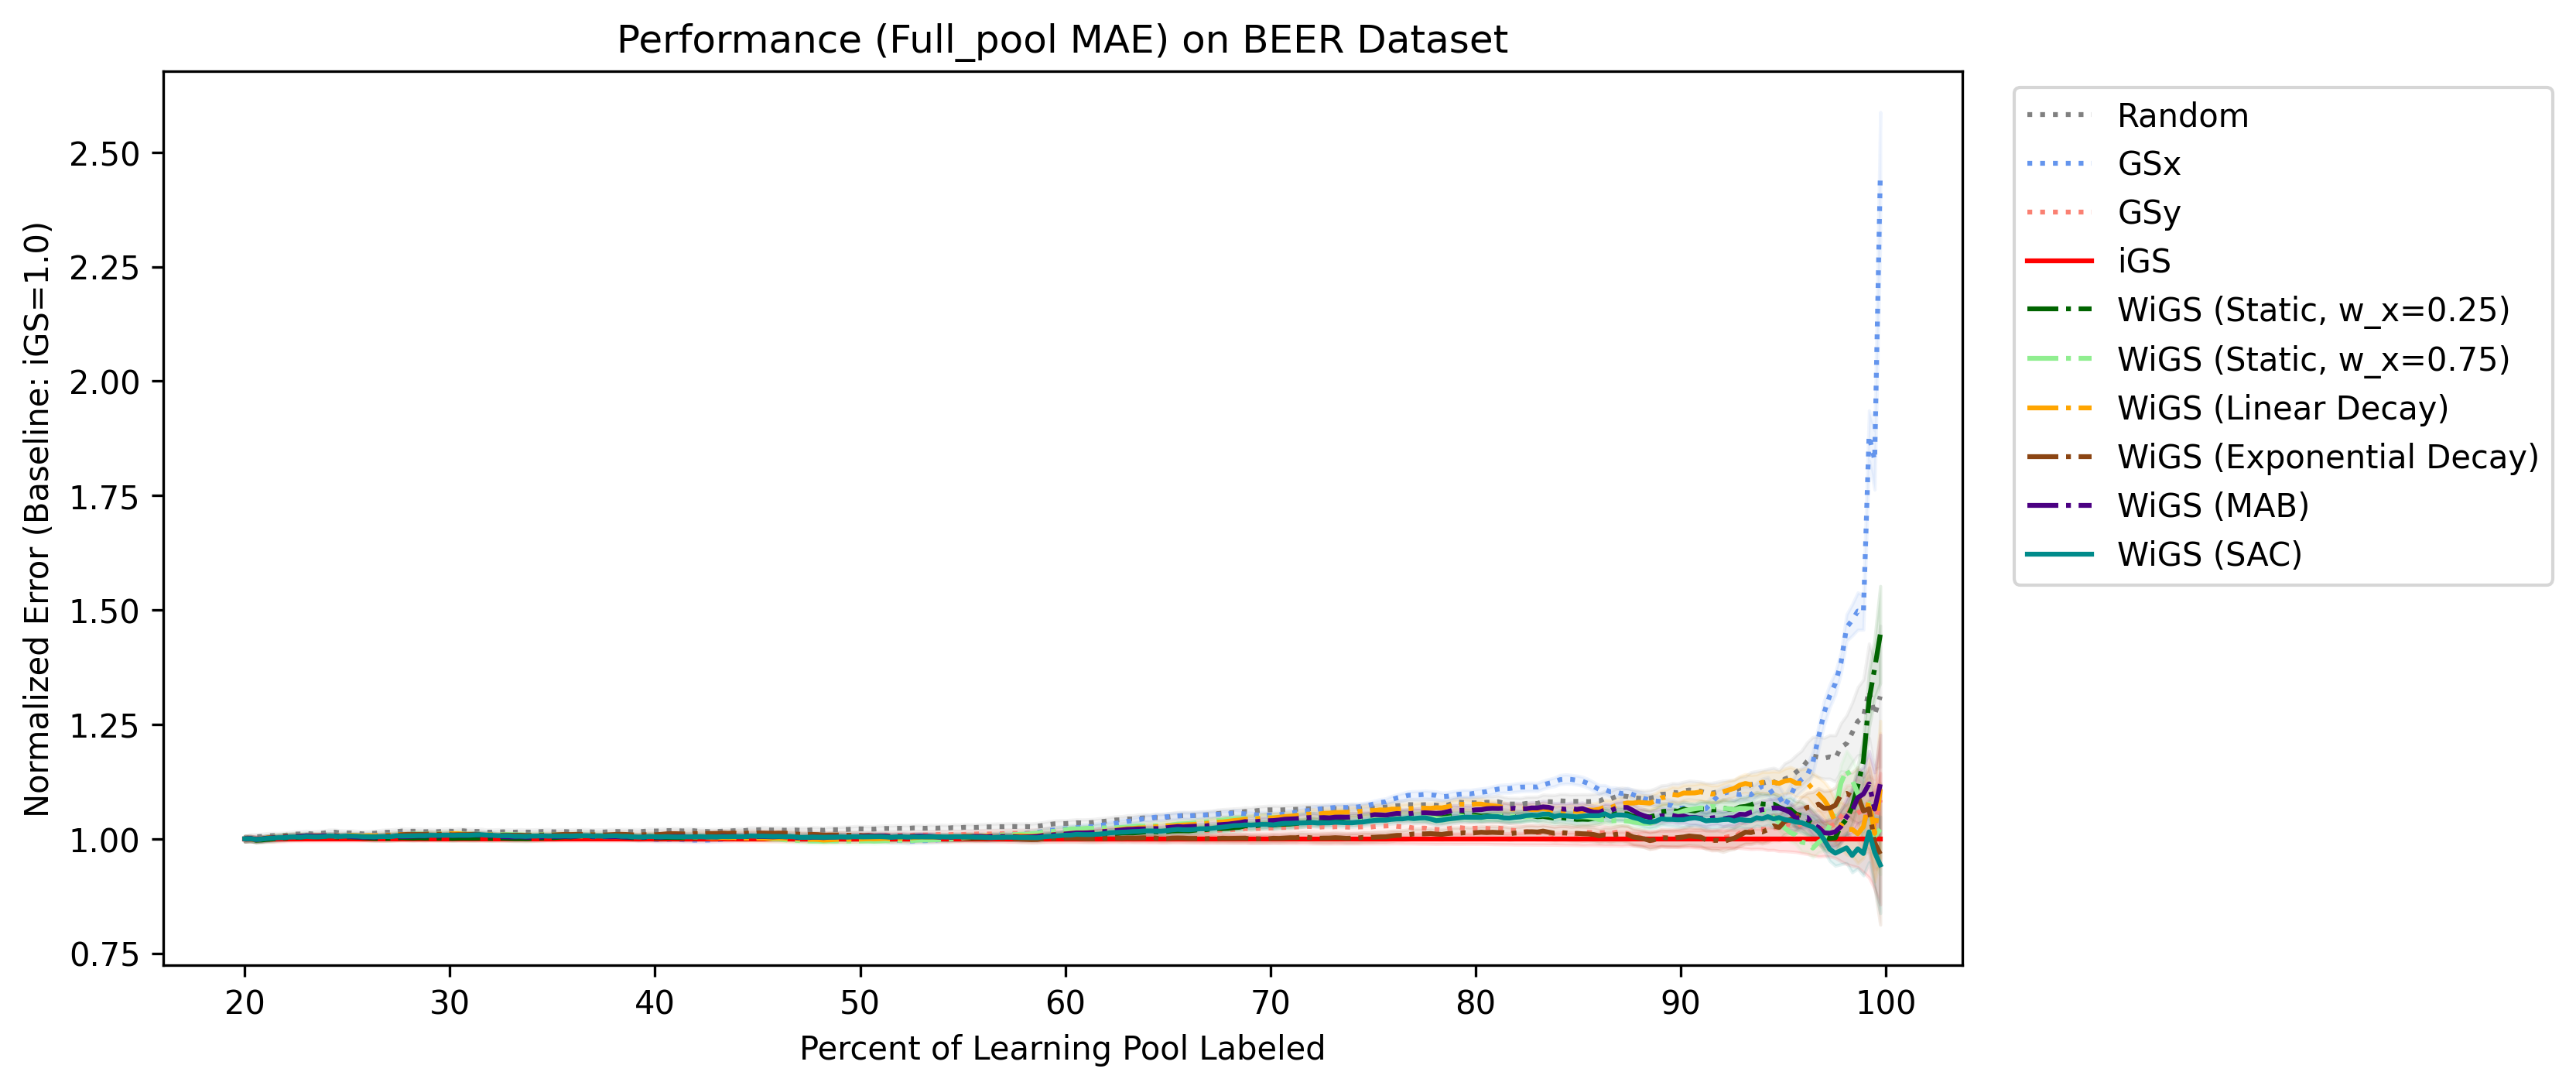 Performance (Full_pool MAE) on BEER Dataset
Normalized Error (Baseline: iGS=1.0)
2.50
2.25
2.00
1.75
1.50
1.25
1.00
0.75
20 30 40 50 60 70 80 90 100
Percent of Learning Pool Labeled
Random
GSx
GSy
iGS
WiGS (Static, w_x=0.25)
WiGS (Static, w_x=0.75)
WiGS (Linear Decay)
WiGS (Exponential Decay)
WiGS (MAB)
WiGS (SAC)